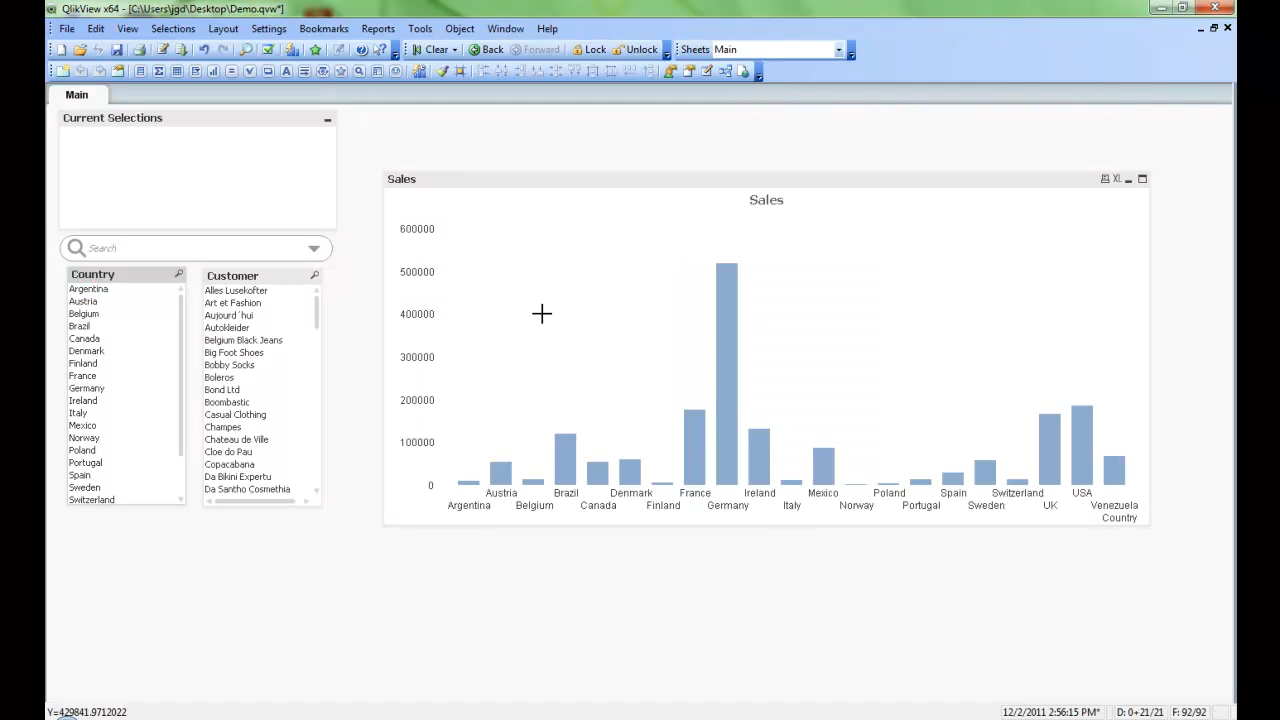 QlikView x64 - [C:\Users\jgd\Desktop\Demo.qvw*]
File Edit View Selections Layout Settings Bookmarks Reports Tools Object Window Help
Clear Back Forward Lock Unlock Sheets Main
Main
Current Selections
Search
Country
Argentina
Austria
Belgium
Brazil
Canada
Denmark
Finland
France
Germany
Ireland
Italy
Mexico
Norway
Poland
Portugal
Spain
Sweden
Switzerland
Customer
Alles Lusekofter
Art et Fashion
Aujourd´hui
Autokleider
Belgium Black Jeans
Big Foot Shoes
Bobby Socks
Boleros
Bond Ltd
Boombastic
Casual Clothing
Champes
Chateau de Ville
Cloe do Pau
Copacabana
Da Bikini Expertu
Da Santho Cosmethia
Sales XL
Sales
600000
500000
400000
300000
200000
100000
0
Austria Brazil Denmark France Ireland Mexico Poland Spain Switzerland USA
Argentina Belgium Canada Finland Germany Italy Norway Portugal Sweden UK Venezuela
Country
Y=429841.9712022 12/2/2011 2:56:15 PM* D: 0+21/21 F: 92/92